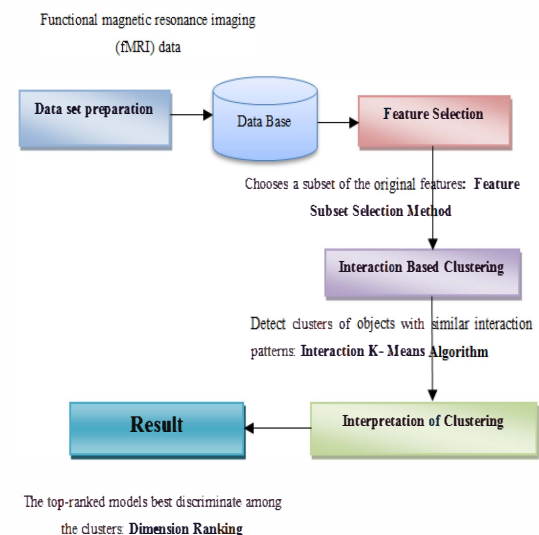 Functional magnetic resonance imaging
(fMRI) data
Data set preparation
Data Base
Feature Selection
Chooses a subset of the original features: Feature
Subset Selection Method
Interaction Based Clustering
Detect clusters of objects with similar interaction
patterns: Interaction K- Means Algorithm
Result
Interpretation of Clustering
The top-ranked models best discriminate among
the clusters: Dimension Ranking